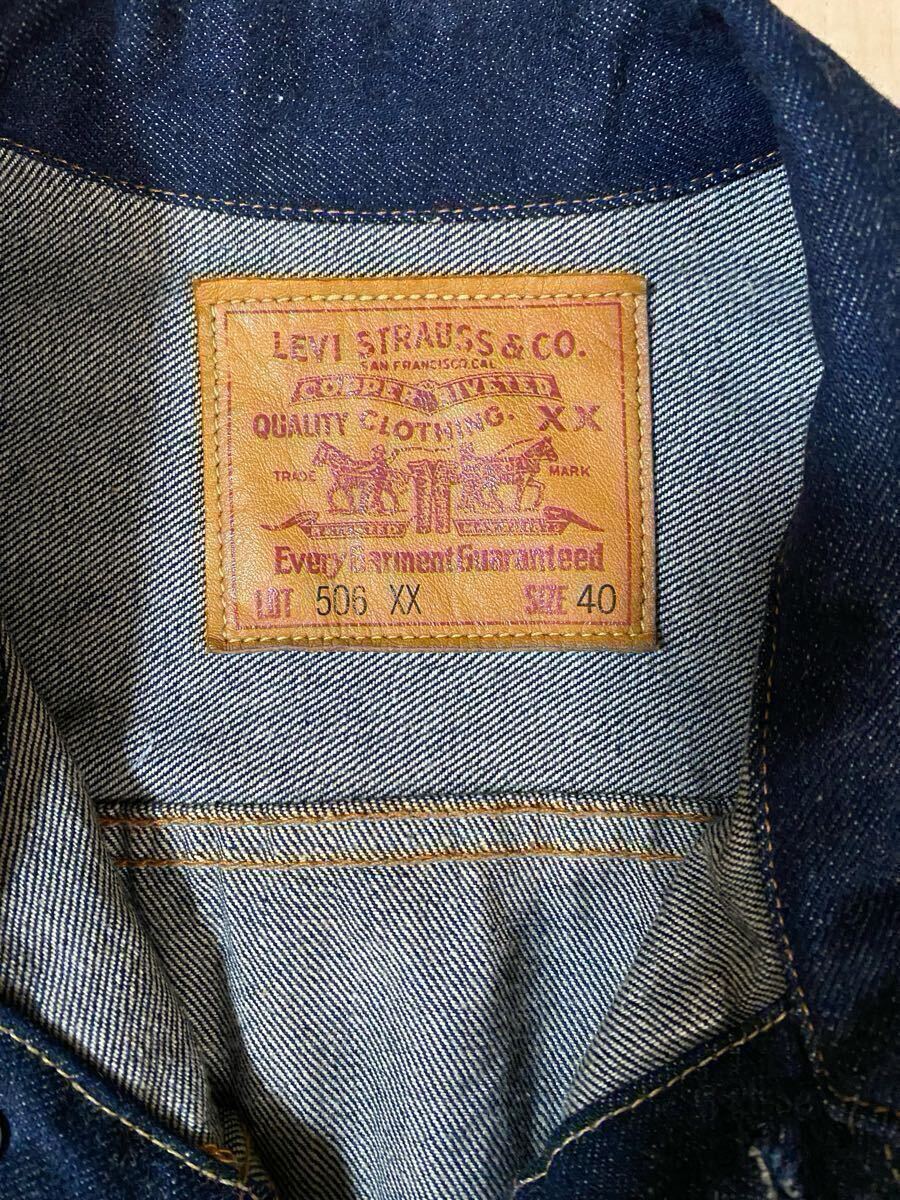 LEVI STRAUSS & CO.
SAN FRANCISCO, CAL
COPPER RIVETED
QUALITY CLOTHING. XX
TRADE MARK
Every Garment Guaranteed
LOT 506 XX SIZE 40